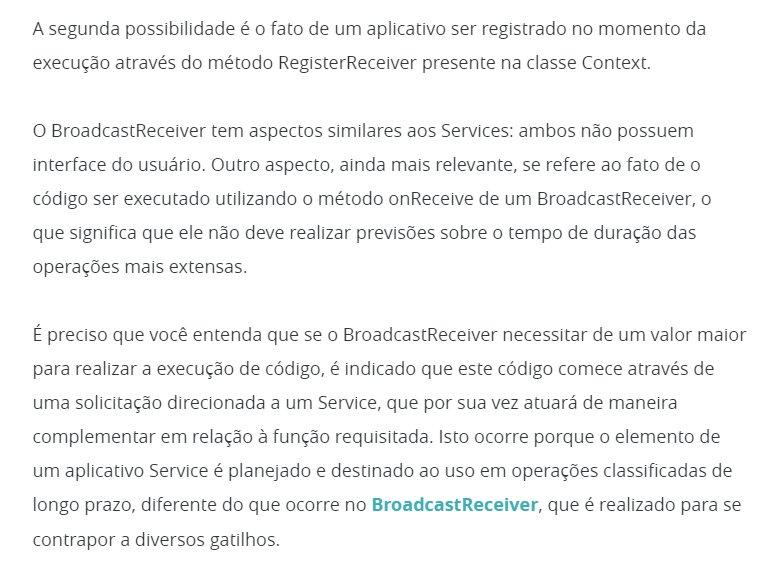 A segunda possibilidade é o fato de um aplicativo ser registrado no momento da
execução através do método RegisterReceiver presente na classe Context.
O BroadcastReceiver tem aspectos similares aos Services: ambos não possuem
interface do usuário. Outro aspecto, ainda mais relevante, se refere ao fato de o
código ser executado utilizando o método onReceive de um BroadcastReceiver, o
que significa que ele não deve realizar previsões sobre o tempo de duração das
operações mais extensas.
É preciso que você entenda que se o BroadcastReceiver necessitar de um valor maior
para realizar a execução de código, é indicado que este código comece através de
uma solicitação direcionada a um Service, que por sua vez atuará de maneira
complementar em relação à função requisitada. Isto ocorre porque o elemento de
um aplicativo Service é planejado e destinado ao uso em operações classificadas de
longo prazo, diferente do que ocorre no BroadcastReceiver, que é realizado para se
contrapor a diversos gatilhos.